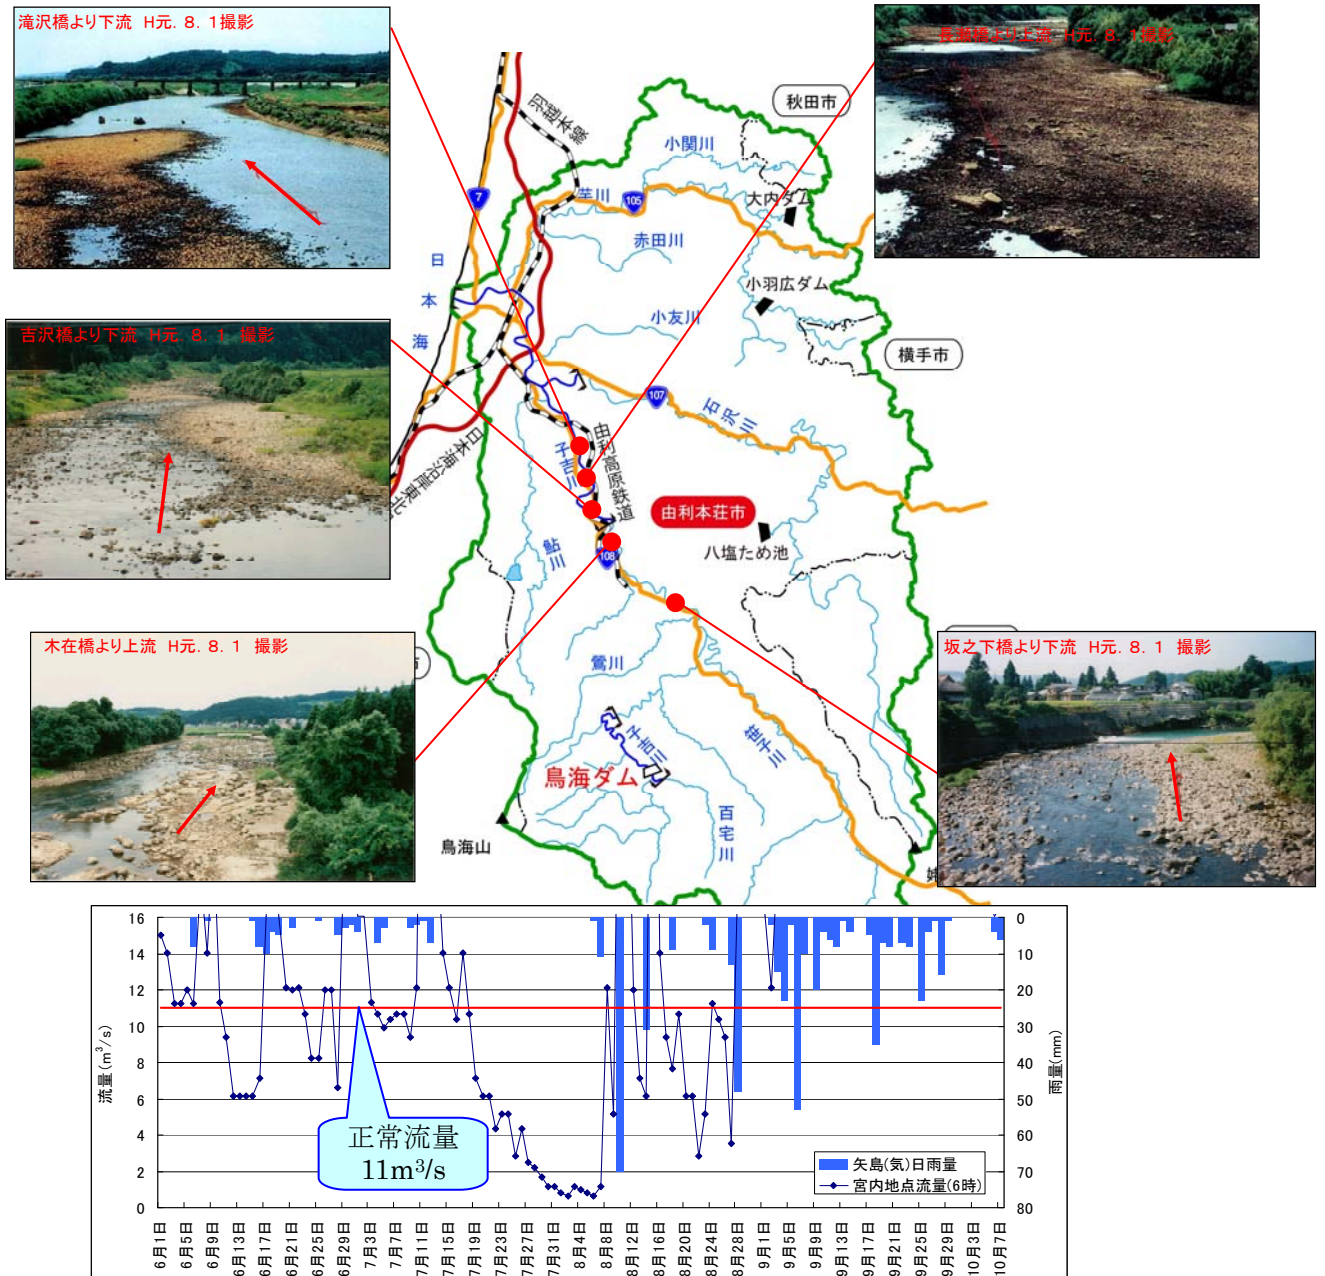 滝沢橋より下流 H元. 8. 1撮影
長瀬橋より上流 H元. 8. 1撮影
吉沢橋より下流 H元. 8. 1 撮影
木在橋より上流 H元. 8. 1 撮影
坂之下橋より下流 H元. 8. 1 撮影
秋田市
羽越本線
小関川
7
芋川
105
大内ダム
赤田川
日本海
小羽広ダム
小友川
横手市
107
石沢川
日本海沿岸東北
子吉川
由利高原鉄道
由利本荘市
八塩ため池
鮎川
108
市
鶯川
子吉川
笹子川
鳥海ダム
百宅川
鳥海山
流量(m³/s)
16
14
12
10
8
6
4
2
0
雨量(mm)
0
10
20
30
40
50
60
70
80
正常流量
11m³/s
矢島(気)日雨量
宮内地点流量(6時)
6月1日
6月5日
6月9日
6月13日
6月17日
6月21日
6月25日
6月29日
7月3日
7月7日
7月11日
7月15日
7月19日
7月23日
7月27日
7月31日
8月4日
8月8日
8月12日
8月16日
8月20日
8月24日
8月28日
9月1日
9月5日
9月9日
9月13日
9月17日
9月21日
9月25日
9月29日
10月3日
10月7日